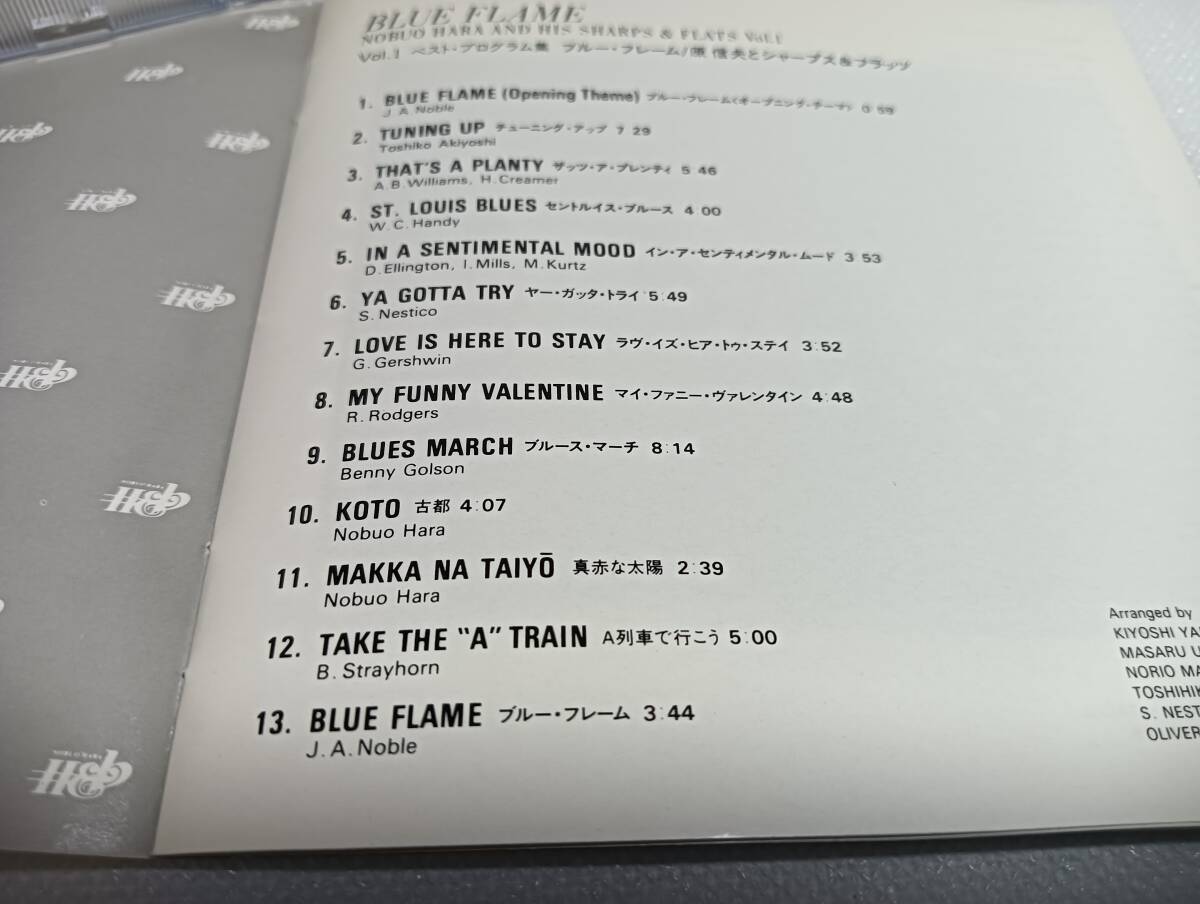 BLUE FLAME
NOBUO HARA AND HIS SHARPS & FLATS Vol.1
Vol.1 ベスト・プログラム集 ブルー・フレーム/原 信夫とシャープス&フラッツ
1. BLUE FLAME (Opening Theme) ブルー・フレーム〈オープニング・テーマ〉 0:59
J. A. Noble
2. TUNING UP チューニング・アップ 7:29
Toshiko Akiyoshi
3. THAT'S A PLANTY ザッツ・ア・プレンティ 5:46
A. B. Williams, H. Creamer
4. ST. LOUIS BLUES セントルイス・ブルース 4:00
W. C. Handy
5. IN A SENTIMENTAL MOOD イン・ア・センティメンタル・ムード 3:53
D. Ellington, I. Mills, M. Kurtz
6. YA GOTTA TRY ヤー・ガッタ・トライ 5:49
S. Nestico
7. LOVE IS HERE TO STAY ラヴ・イズ・ヒア・トゥ・ステイ 3:52
G. Gershwin
8. MY FUNNY VALENTINE マイ・ファニー・ヴァレンタイン 4:48
R. Rodgers
9. BLUES MARCH ブルース・マーチ 8:14
Benny Golson
10. KOTO 古都 4:07
Nobuo Hara
11. MAKKA NA TAIYŌ 真赤な太陽 2:39
Nobuo Hara
12. TAKE THE "A" TRAIN A列車で行こう 5:00
B. Strayhorn
13. BLUE FLAME ブルー・フレーム 3:44
J. A. Noble
Arranged by
KIYOSHI YA
MASARU U
NORIO MA
TOSHIHIK
S. NEST
OLIVER